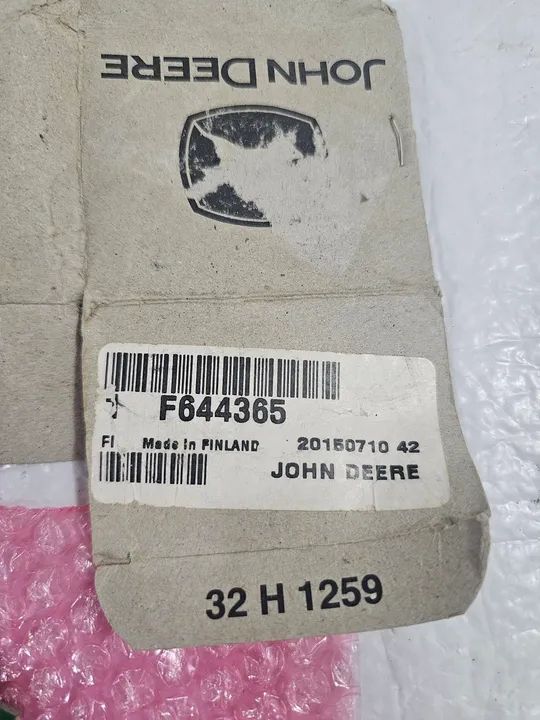 JOHN DEERE
F644365
FI Made in FINLAND 20150710 42
JOHN DEERE
32 H 1259